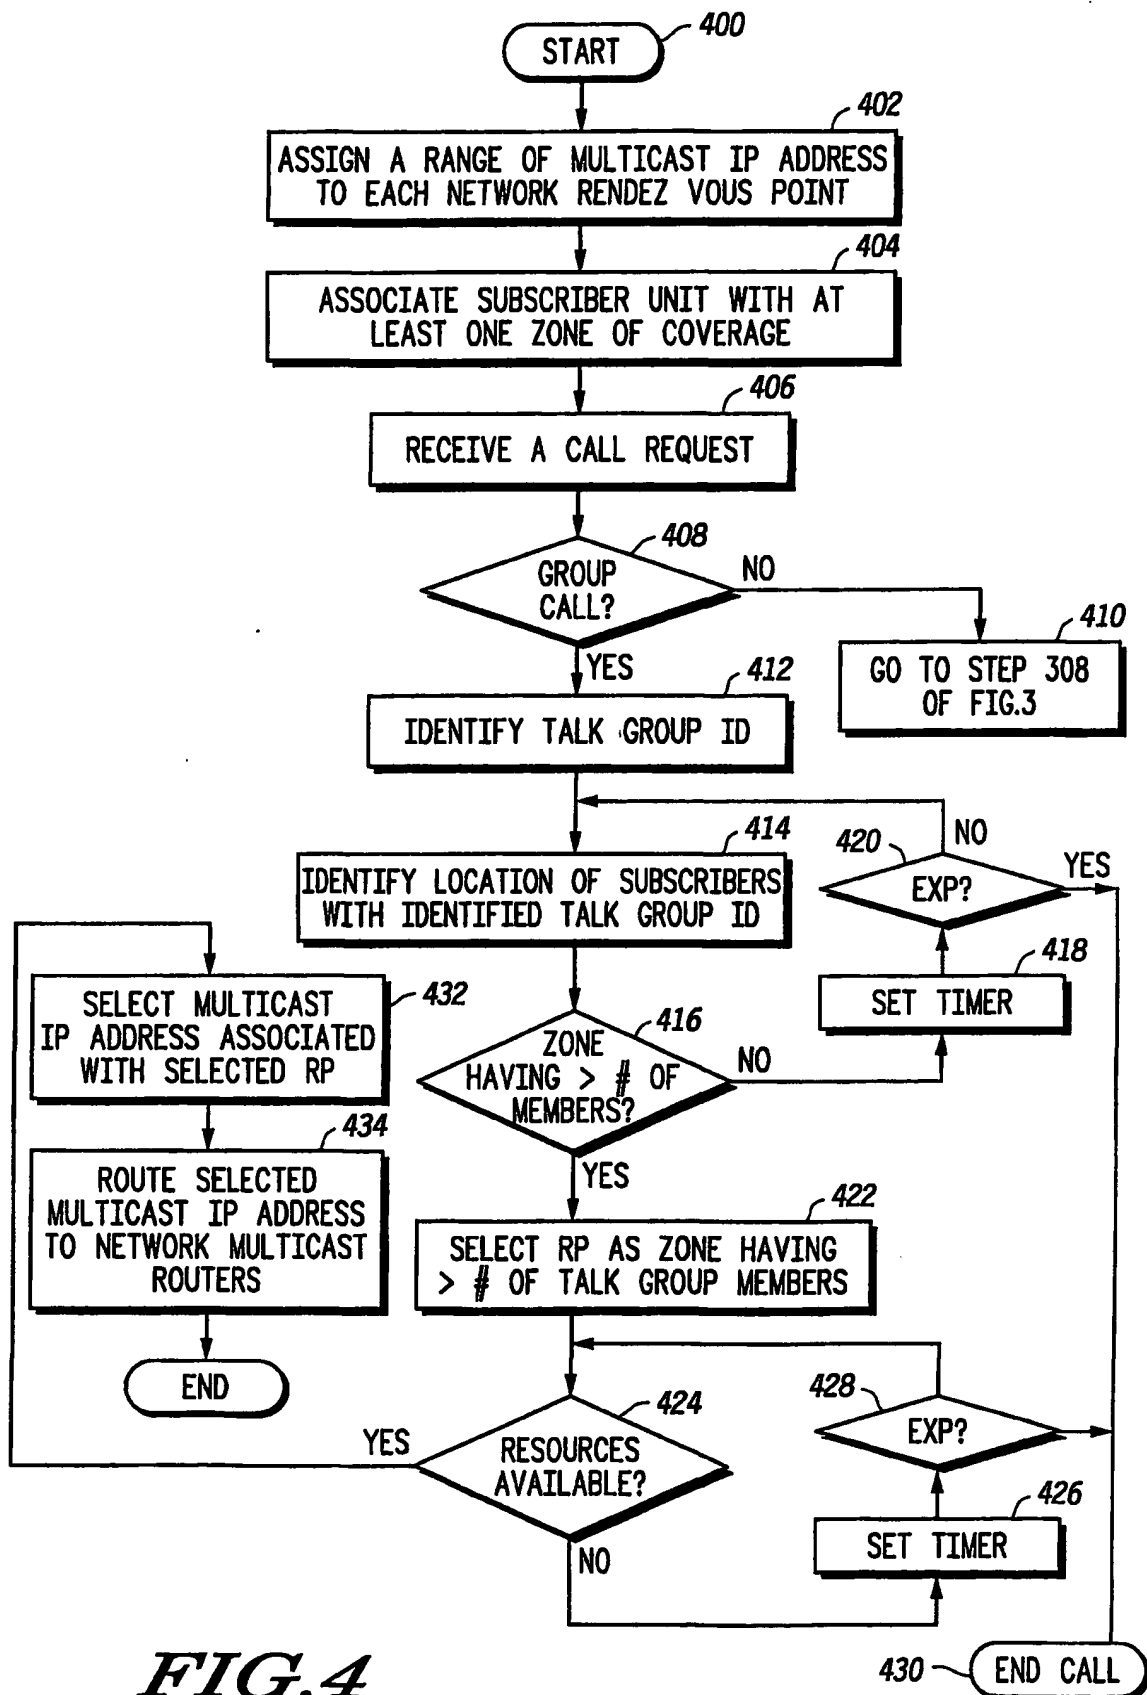 START
400
402
ASSIGN A RANGE OF MULTICAST IP ADDRESS
TO EACH NETWORK RENDEZ VOUS POINT
404
ASSOCIATE SUBSCRIBER UNIT WITH AT
LEAST ONE ZONE OF COVERAGE
406
RECEIVE A CALL REQUEST
408
GROUP
CALL?
NO
YES
410
GO TO STEP 308
OF FIG.3
412
IDENTIFY TALK GROUP ID
414
IDENTIFY LOCATION OF SUBSCRIBERS
WITH IDENTIFIED TALK GROUP ID
420
EXP?
NO
YES
418
SET TIMER
416
ZONE
HAVING > # OF
MEMBERS?
NO
YES
432
SELECT MULTICAST
IP ADDRESS ASSOCIATED
WITH SELECTED RP
434
ROUTE SELECTED
MULTICAST IP ADDRESS
TO NETWORK MULTICAST
ROUTERS
END
422
SELECT RP AS ZONE HAVING
> # OF TALK GROUP MEMBERS
424
RESOURCES
AVAILABLE?
YES
NO
428
EXP?
426
SET TIMER
430
END CALL
FIG.4